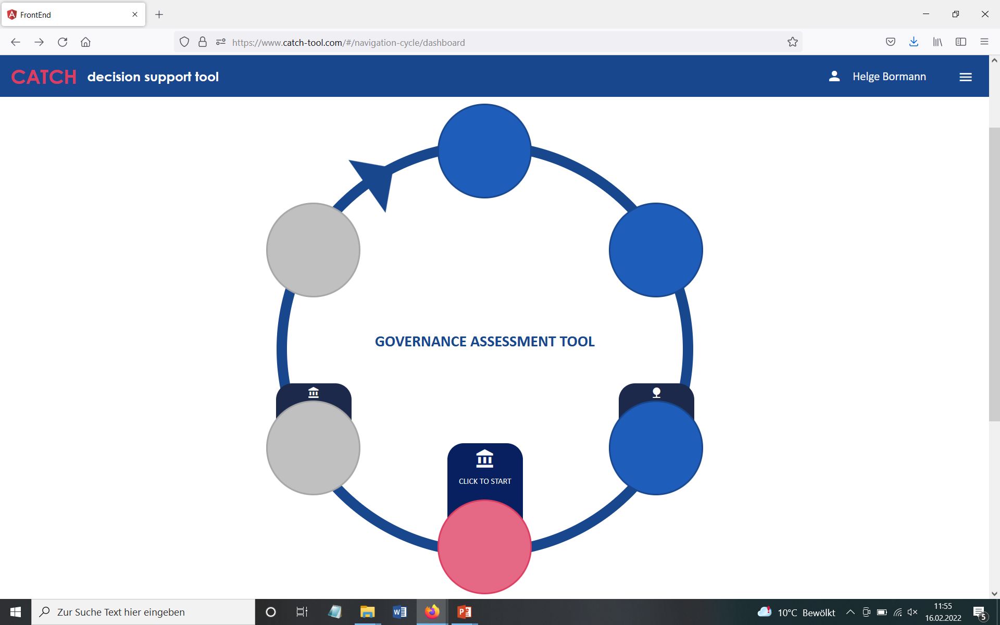 FrontEnd
https://www.catch-tool.com/#/navigation-cycle/dashboard
CATCH decision support tool
Helge Bormann
GOVERNANCE ASSESSMENT TOOL
CLICK TO START
Zur Suche Text hier eingeben
10°C Bewölkt
11:55
16.02.2022
5